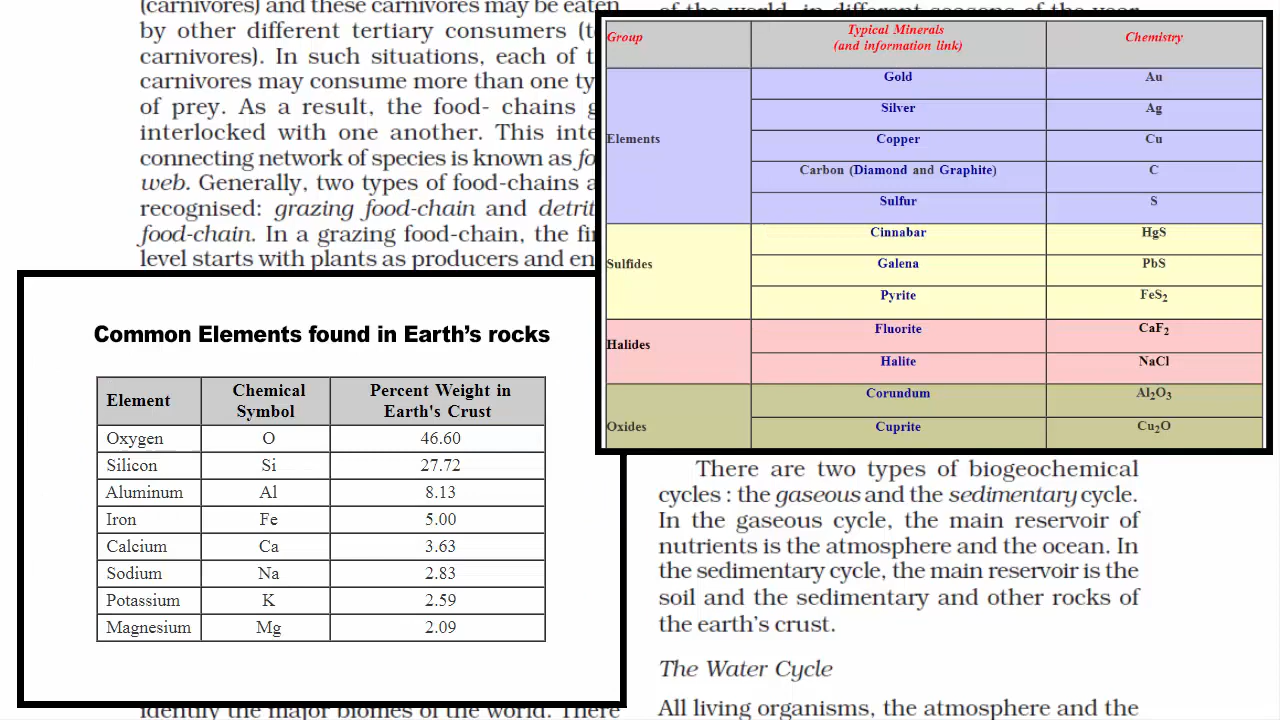 (carnivores) and these carnivores may be eaten
by other different tertiary consumers
carnivores). In such situations, each of
carnivores may consume more than one
of prey. As a result, the food- chains
interlocked with one another. This
connecting network of species is known as
web. Generally, two types of food-chains
recognised: grazing food-chain and
food-chain. In a grazing food-chain, the
level starts with plants as producers and
Common Elements found in Earth's rocks
Element Chemical Symbol Percent Weight in Earth's Crust
Oxygen O 46.60
Silicon Si 27.72
Aluminum Al 8.13
Iron Fe 5.00
Calcium Ca 3.63
Sodium Na 2.83
Potassium K 2.59
Magnesium Mg 2.09
identify the major biomes of the world. There
of the world, in different seasons of the year
Group Typical Minerals (and information link) Chemistry
Elements
Gold Au
Silver Ag
Copper Cu
Carbon (Diamond and Graphite) C
Sulfur S
Sulfides
Cinnabar HgS
Galena PbS
Pyrite FeS₂
Halides
Fluorite CaF₂
Halite NaCl
Oxides
Corundum Al₂O₃
Cuprite Cu₂O
There are two types of biogeochemical
cycles : the gaseous and the sedimentary cycle.
In the gaseous cycle, the main reservoir of
nutrients is the atmosphere and the ocean. In
the sedimentary cycle, the main reservoir is the
soil and the sedimentary and other rocks of
the earth's crust.
The Water Cycle
All living organisms, the atmosphere and the